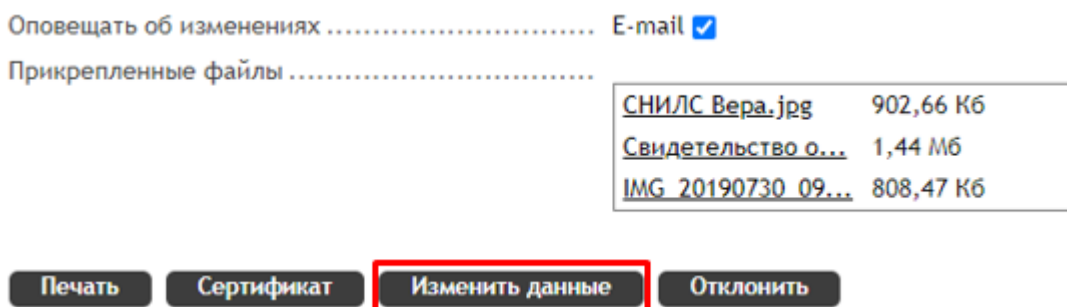 Оповещать об изменениях ............................... E-mail
Прикрепленные файлы ....................................
СНИЛС Вера.jpg 902,66 Кб
Свидетельство о... 1,44 Мб
IMG_20190730_09... 808,47 Кб
Печать Сертификат Изменить данные Отклонить